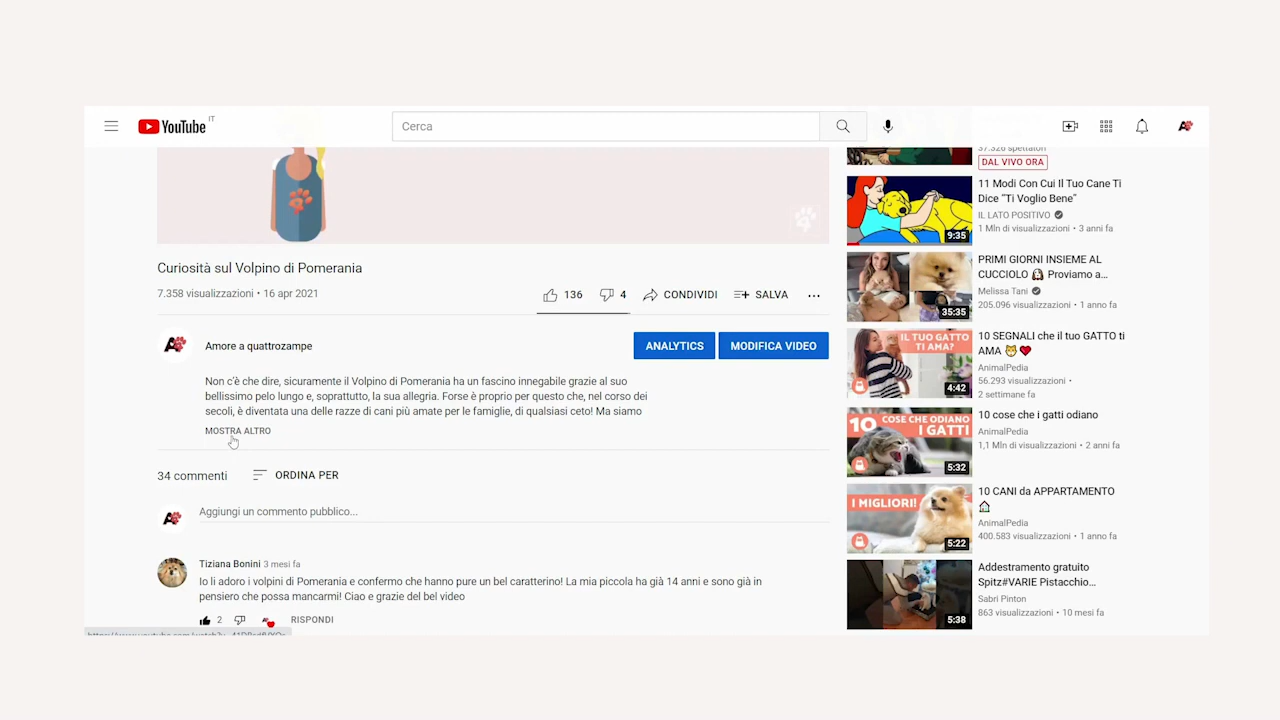 YouTube IT
Cerca
Curiosità sul Volpino di Pomerania
7.358 visualizzazioni • 16 apr 2021
136
4
CONDIVIDI
SALVA
Amore a quattrozampe
ANALYTICS
MODIFICA VIDEO
Non c'è che dire, sicuramente il Volpino di Pomerania ha un fascino innegabile grazie al suo
bellissimo pelo lungo e, soprattutto, la sua allegria. Forse è proprio per questo che, nel corso dei
secoli, è diventata una delle razze di cani più amate per le famiglie, di qualsiasi ceto! Ma siamo
MOSTRA ALTRO
34 commenti
ORDINA PER
Aggiungi un commento pubblico...
Tiziana Bonini 3 mesi fa
Io li adoro i volpini di Pomerania e confermo che hanno pure un bel caratterino! La mia piccola ha già 14 anni e sono già in
pensiero che possa mancarmi! Ciao e grazie del bel video
2
RISPONDI
37.326 spettatori
DAL VIVO ORA
9:35
11 Modi Con Cui Il Tuo Cane Ti
Dice "Ti Voglio Bene"
IL LATO POSITIVO
1 Mln di visualizzazioni • 3 anni fa
35:35
PRIMI GIORNI INSIEME AL
CUCCIOLO 🐶 Proviamo a...
Melissa Tani
205.096 visualizzazioni • 1 anno fa
IL TUO GATTO
TI AMA?
4:42
10 SEGNALI che il tuo GATTO ti
AMA 😺❤️
AnimalPedia
56.293 visualizzazioni •
2 settimane fa
10 COSE CHE ODIANO
I GATTI
5:32
10 cose che i gatti odiano
AnimalPedia
1,1 Mln di visualizzazioni • 2 anni fa
I MIGLIORI!
5:22
10 CANI da APPARTAMENTO
🏠
AnimalPedia
400.583 visualizzazioni • 1 anno fa
5:38
Addestramento gratuito
Spitz#VARIE Pistacchio...
Sabri Pinton
863 visualizzazioni • 10 mesi fa